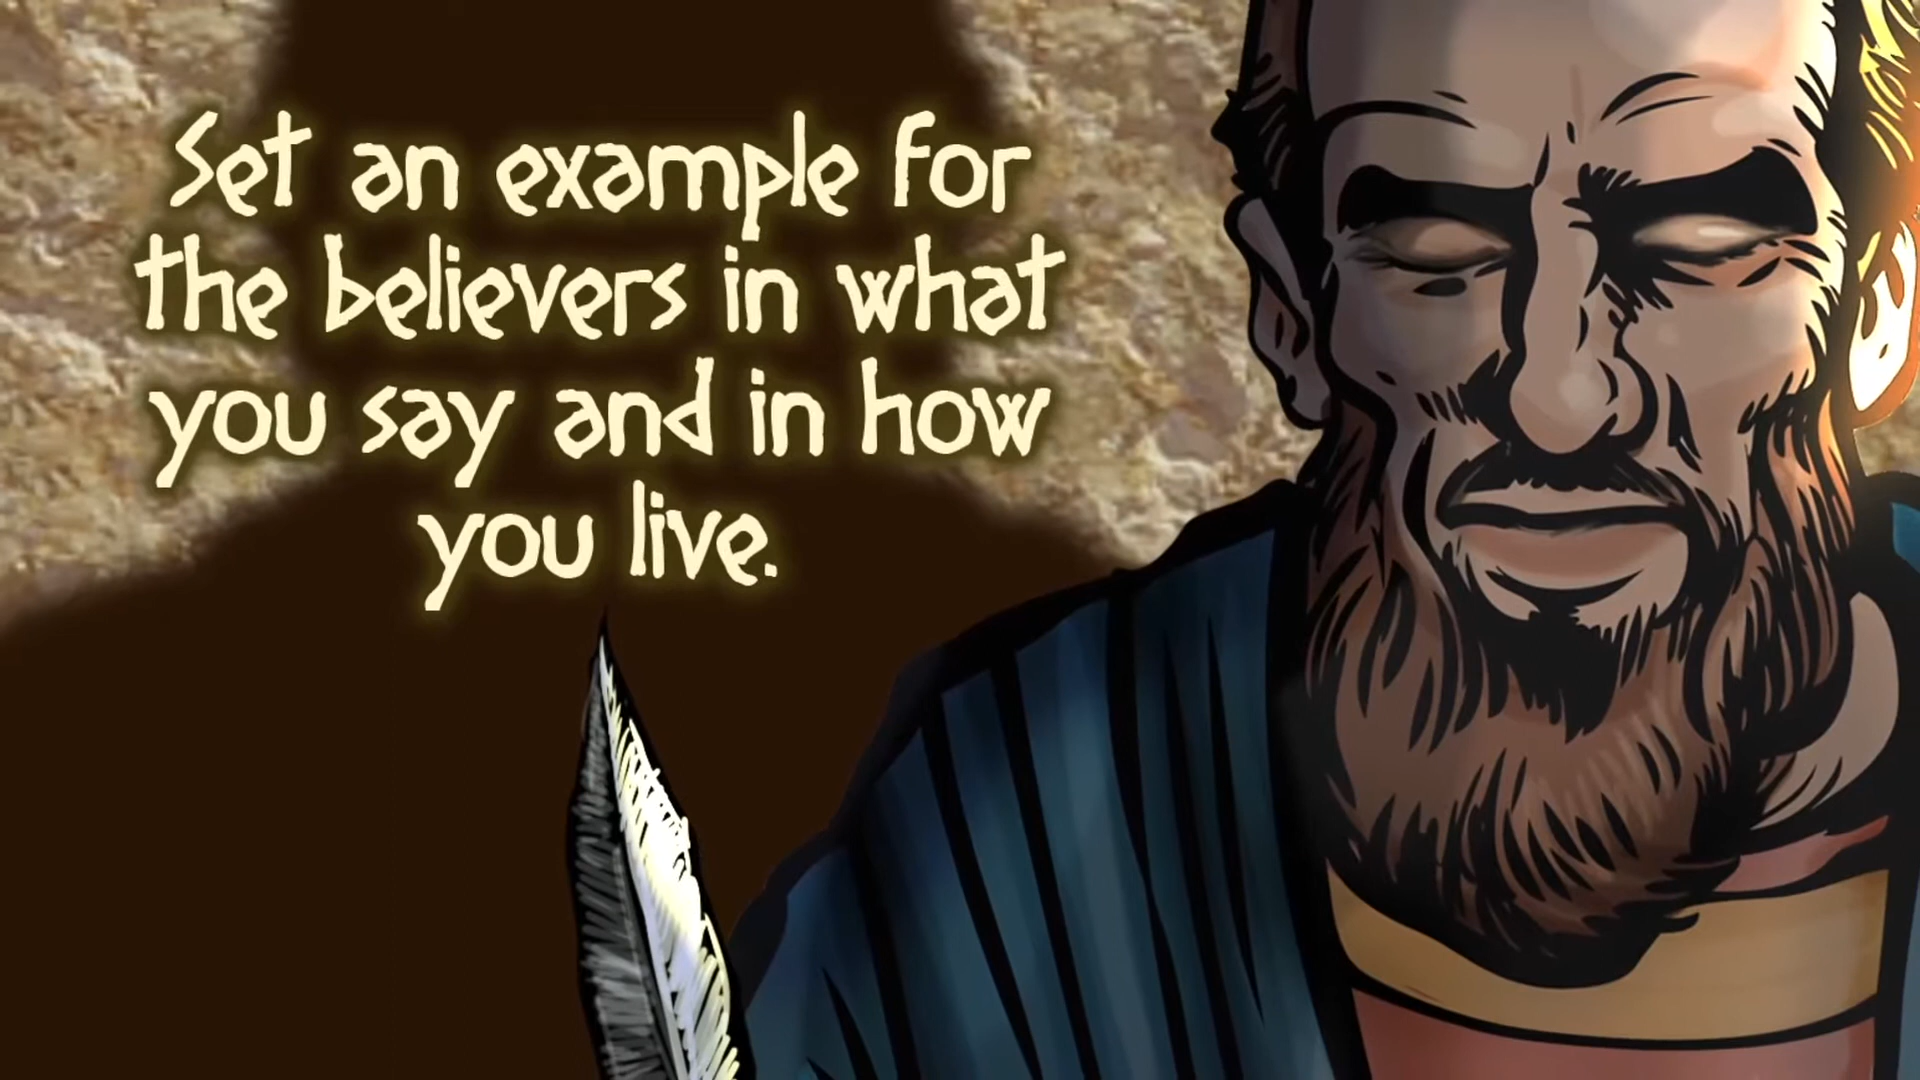 Set an example for
the believers in what
you say and in how
you live.